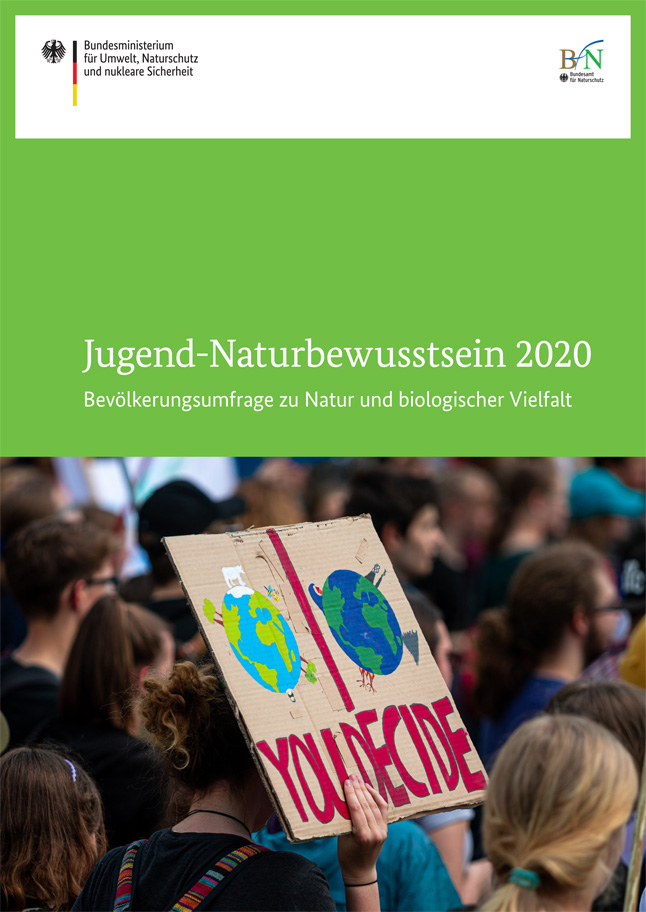 Bundesministerium
für Umwelt, Naturschutz
und nukleare Sicherheit
BfN
Bundesamt
für Naturschutz
Jugend-Naturbewusstsein 2020
Bevölkerungsumfrage zu Natur und biologischer Vielfalt
YOU DECIDE